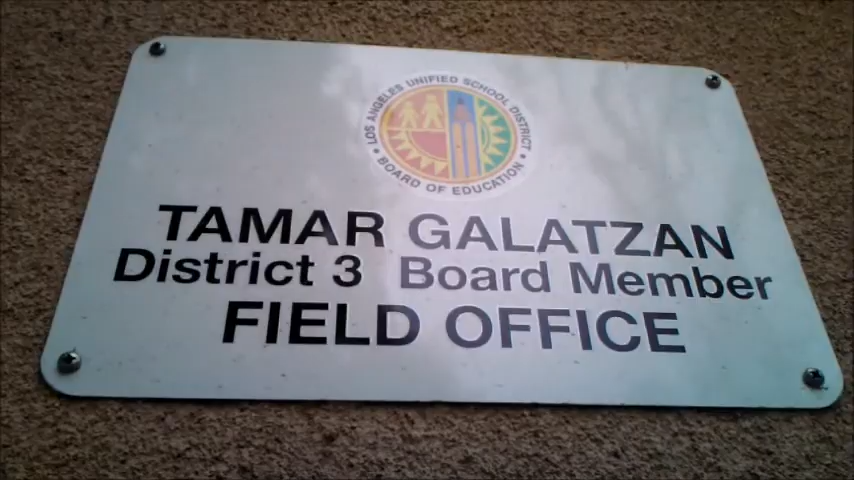 LOS ANGELES UNIFIED SCHOOL DISTRICT
• BOARD OF EDUCATION •
TAMAR GALATZAN
District 3 Board Member
FIELD OFFICE